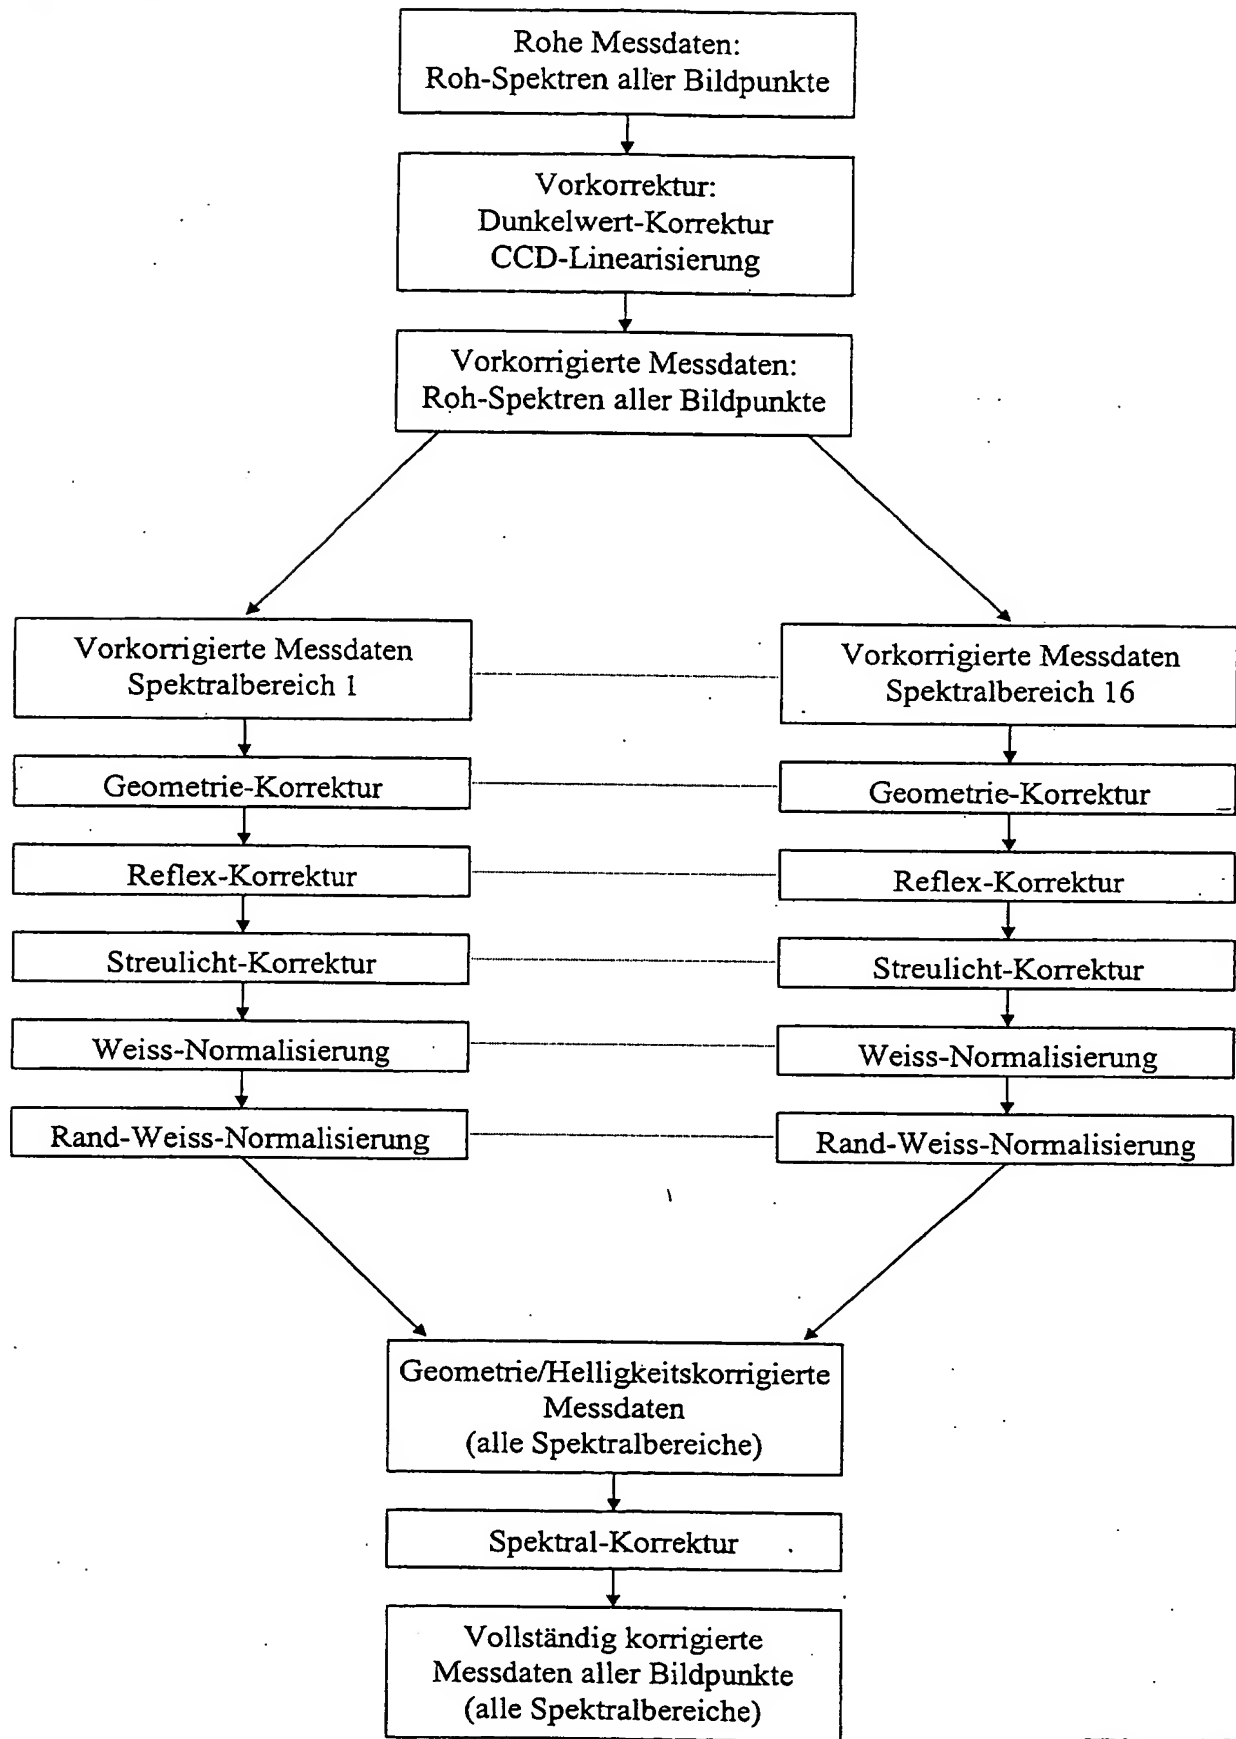 Rohe Messdaten:
Roh-Spektren aller Bildpunkte
Vorkorrektur:
Dunkelwert-Korrektur
CCD-Linearisierung
Vorkorrigierte Messdaten:
Roh-Spektren aller Bildpunkte
Vorkorrigierte Messdaten
Spektralbereich 1
Geometrie-Korrektur
Reflex-Korrektur
Streulicht-Korrektur
Weiss-Normalisierung
Rand-Weiss-Normalisierung
Vorkorrigierte Messdaten
Spektralbereich 16
Geometrie-Korrektur
Reflex-Korrektur
Streulicht-Korrektur
Weiss-Normalisierung
Rand-Weiss-Normalisierung
Geometrie/Helligkeitskorrigierte
Messdaten
(alle Spektralbereiche)
Spektral-Korrektur
Vollständig korrigierte
Messdaten aller Bildpunkte
(alle Spektralbereiche)